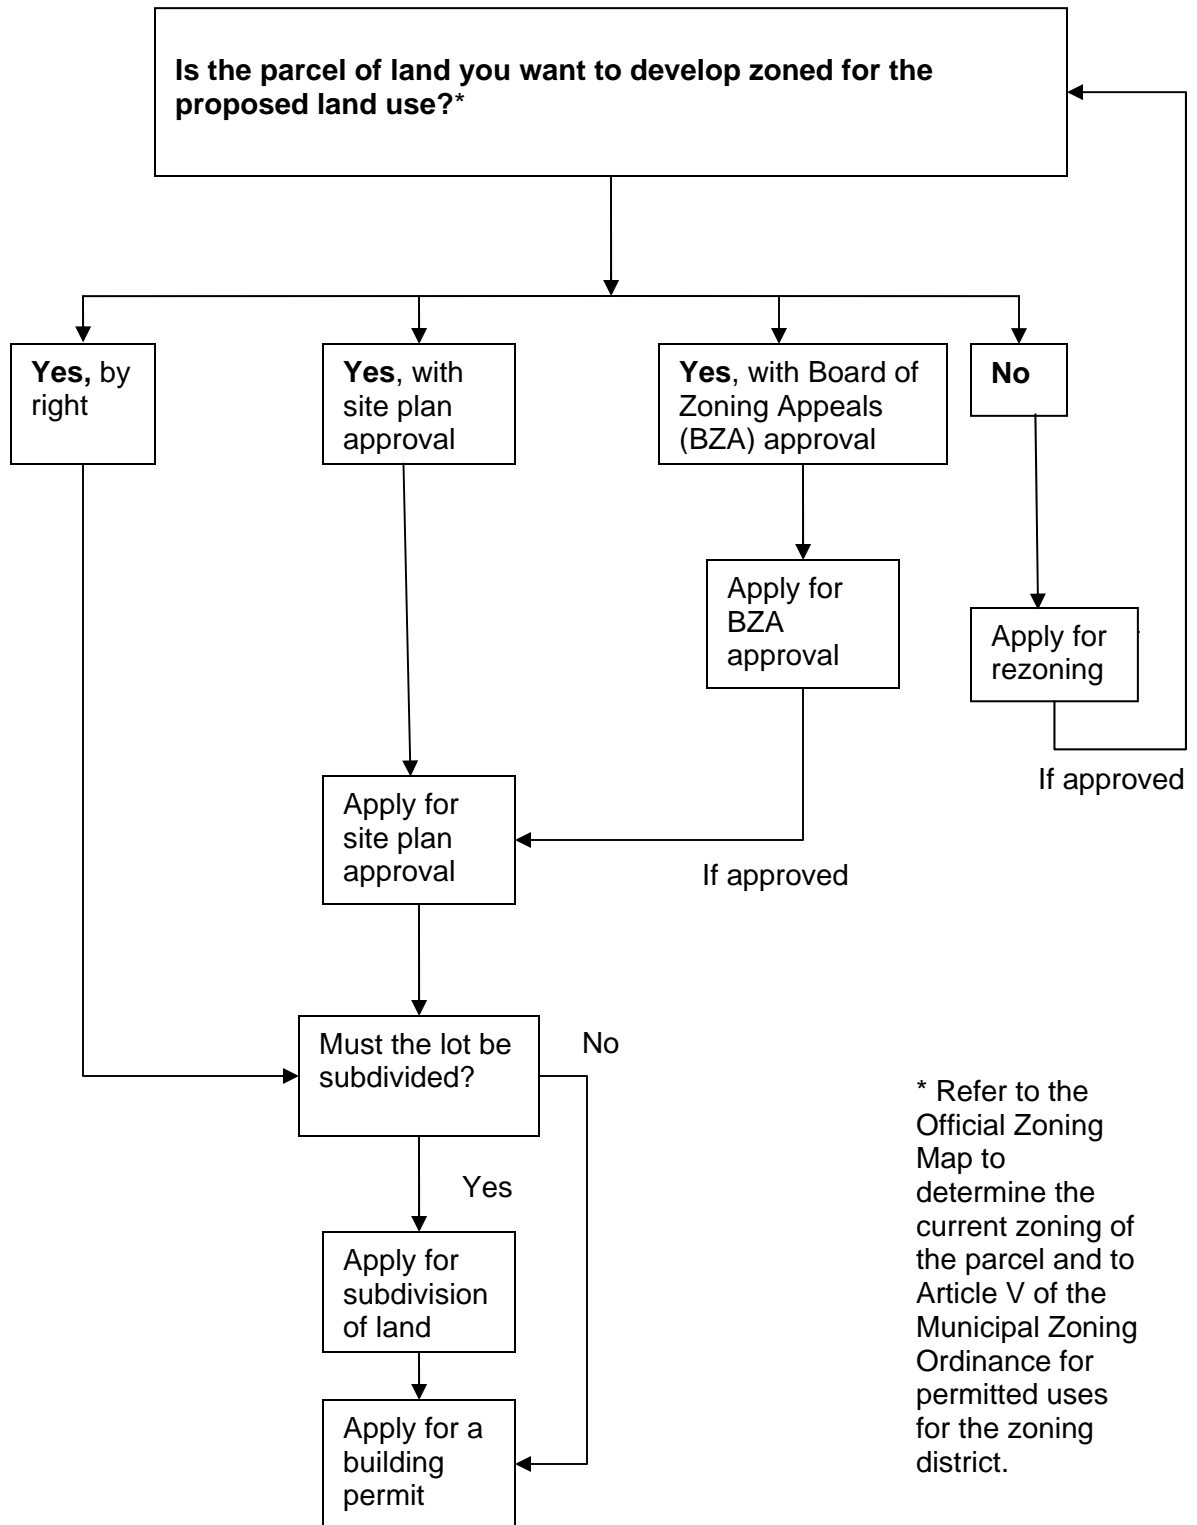 Is the parcel of land you want to develop zoned for the
proposed land use?*
Yes, by
right
Yes, with
site plan
approval
Yes, with Board of
Zoning Appeals
(BZA) approval
No
Apply for
BZA
approval
Apply for
rezoning
If approved
Apply for
site plan
approval
If approved
Must the lot be
subdivided?
No
Yes
Apply for
subdivision
of land
Apply for a
building
permit
* Refer to the
Official Zoning
Map to
determine the
current zoning of
the parcel and to
Article V of the
Municipal Zoning
Ordinance for
permitted uses
for the zoning
district.